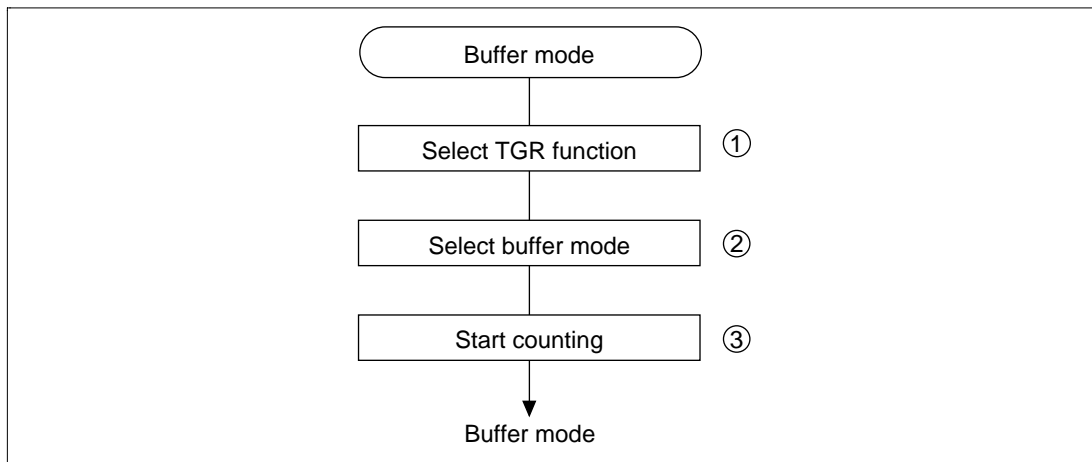 Buffer mode
Select TGR function ①
Select buffer mode ②
Start counting ③
Buffer mode